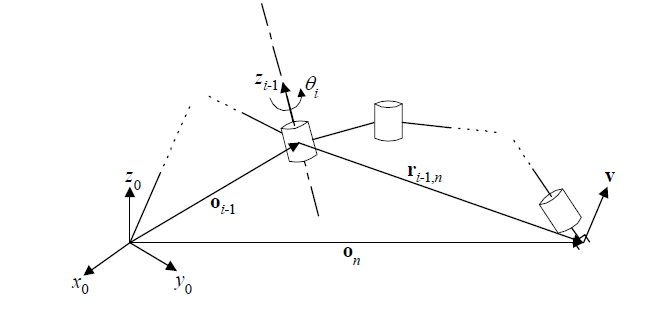 z_{i-1} θ_i
r_{i-1,n}
z_0
v
o_{i-1}
o_n
x_0 y_0